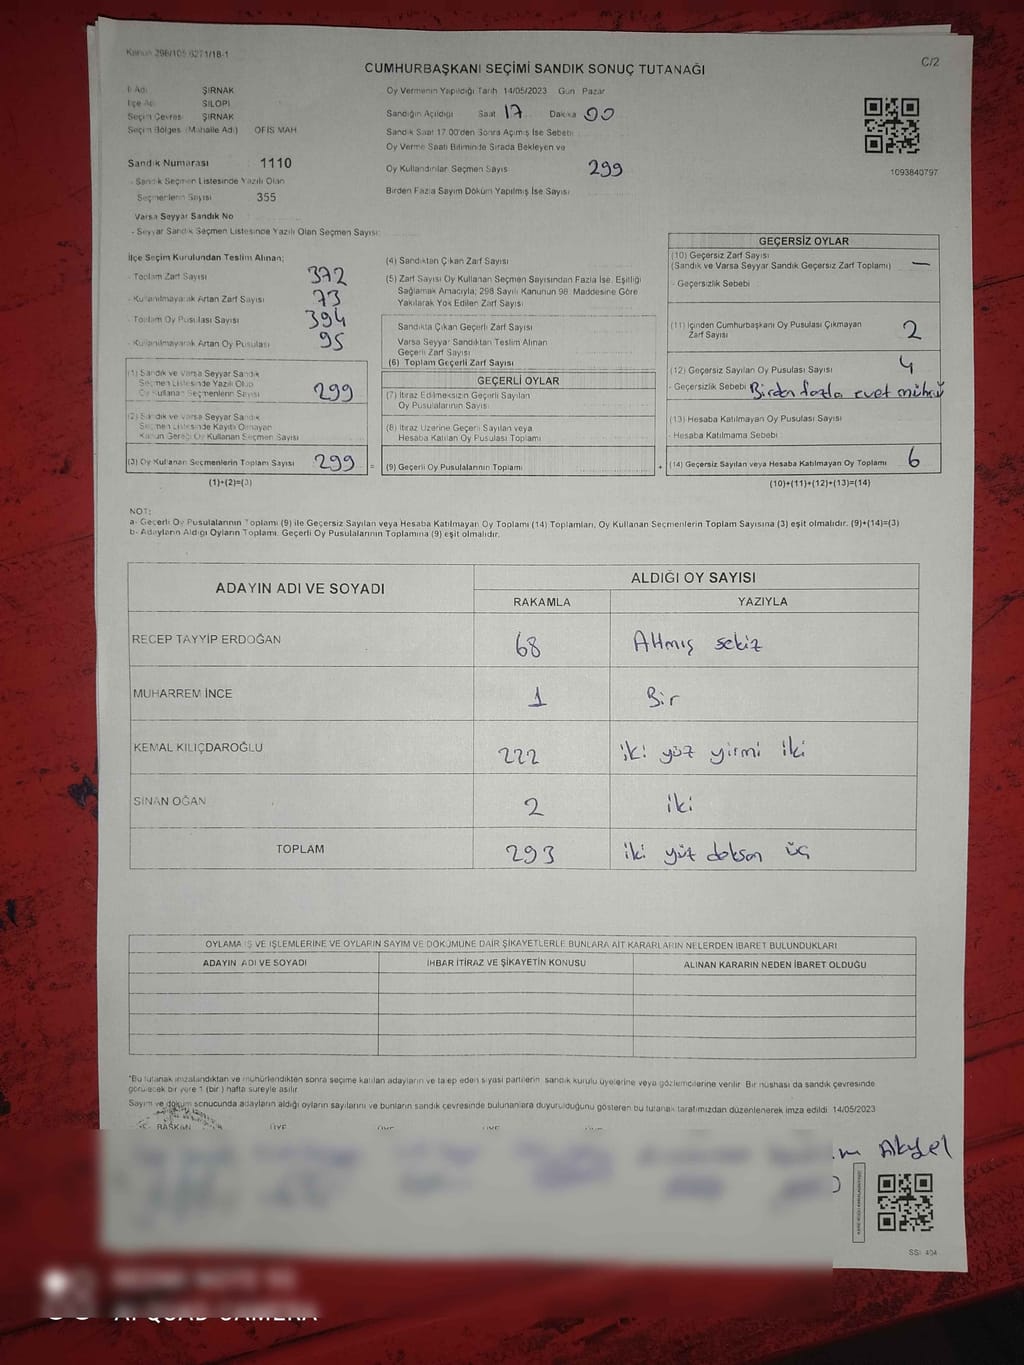 Kanun 298/105 6271/18-1
C/2
CUMHURBAŞKANI SEÇİMİ SANDIK SONUÇ TUTANAĞI
İl Adı ŞIRNAK
İlçe Adı SİLOPİ
Seçim Çevresi ŞIRNAK
Seçim Bölgesi (Mahalle Adı) OFİS MAH
Sandık Numarası 1110
- Sandık Seçmen Listesinde Yazılı Olan
Seçmenlerin Sayısı 355
Varsa Seyyar Sandık No
- Seyyar Sandık Seçmen Listesinde Yazılı Olan Seçmen Sayısı
Oy Vermenin Yapıldığı Tarih 14/05/2023 Gün Pazar
Sandığın Açıldığı Saat 17 Dakika 00
Sandık Saat 17 00'den Sonra Açılmış İse Sebebi
Oy Verme Saati Bitiminde Sırada Bekleyen ve
Oy Kullandırılan Seçmen Sayısı 299
Birden Fazla Sayım Döküm Yapılmış İse Sayısı
1093840797
İlçe Seçim Kurulundan Teslim Alınan;
- Toplam Zarf Sayısı 372
- Kullanılmayarak Artan Zarf Sayısı 73
- Toplam Oy Pusulası Sayısı 394
- Kullanılmayarak Artan Oy Pusulası 95
(1) Sandık ve Varsa Seyyar Sandık
Seçmen Listesinde Yazılı Olup
Oy Kullanan Seçmenlerin Sayısı 299
(2) Sandık ve Varsa Seyyar Sandık
Seçmen Listesinde Kayıtlı Olmayan
Kanun Gereği Oy Kullanan Seçmen Sayısı
(3) Oy Kullanan Seçmenlerin Toplam Sayısı 299 =
(1)+(2)=(3)
(4) Sandıktan Çıkan Zarf Sayısı
(5) Zarf Sayısı Oy Kullanan Seçmen Sayısından Fazla İse, Eşitliği
Sağlamak Amacıyla; 298 Sayılı Kanunun 98. Maddesine Göre
Yakılarak Yok Edilen Zarf Sayısı
Sandıkta Çıkan Geçerli Zarf Sayısı
Varsa Seyyar Sandıktan Teslim Alınan
Geçerli Zarf Sayısı
(6) Toplam Geçerli Zarf Sayısı
GEÇERLİ OYLAR
(7) İtiraz Edilmeksizin Geçerli Sayılan
Oy Pusulalarının Sayısı
(8) İtiraz Üzerine Geçerli Sayılan veya
Hesaba Katılan Oy Pusulası Toplamı
(9) Geçerli Oy Pusulalarının Toplamı +
GEÇERSİZ OYLAR
(10) Geçersiz Zarf Sayısı
(Sandık ve Varsa Seyyar Sandık Geçersiz Zarf Toplamı) —
- Geçersizlik Sebebi
(11) İçinden Cumhurbaşkanı Oy Pusulası Çıkmayan
Zarf Sayısı 2
(12) Geçersiz Sayılan Oy Pusulası Sayısı 4
- Geçersizlik Sebebi Birden fazla evet mührü
(13) Hesaba Katılmayan Oy Pusulası Sayısı
- Hesaba Katılmama Sebebi
(14) Geçersiz Sayılan veya Hesaba Katılmayan Oy Toplamı 6
(10)+(11)+(12)+(13)=(14)
NOT:
a- Geçerli Oy Pusulalarının Toplamı (9) ile Geçersiz Sayılan veya Hesaba Katılmayan Oy Toplamı (14) Toplamları, Oy Kullanan Seçmenlerin Toplam Sayısına (3) eşit olmalıdır. (9)+(14)=(3)
b- Adayların Aldığı Oyların Toplamı, Geçerli Oy Pusulalarının Toplamına (9) eşit olmalıdır.
ADAYIN ADI VE SOYADI
ALDIĞI OY SAYISI
RAKAMLA YAZIYLA
RECEP TAYYİP ERDOĞAN 68 Altmış sekiz
MUHARREM İNCE 1 Bir
KEMAL KILIÇDAROĞLU 222 iki yüz yirmi iki
SİNAN OĞAN 2 iki
TOPLAM 293 iki yüz doksan üç
OYLAMA İŞ VE İŞLEMLERİNE VE OYLARIN SAYIM VE DÖKÜMÜNE DAİR ŞİKAYETLERLE BUNLARA AİT KARARLARIN NELERDEN İBARET BULUNDUKLARI
ADAYIN ADI VE SOYADI İHBAR İTİRAZ VE ŞİKAYETİN KONUSU ALINAN KARARIN NEDEN İBARET OLDUĞU
*Bu tutanak imzalandıktan ve mühürlendikten sonra seçime katılan adayların ve talep eden siyasi partilerin sandık kurulu üyelerine veya gözlemcilerine verilir. Bir nüshası da sandık çevresinde
görülecek bir yere 1 (bir) hafta süreyle asılır
Sayım ve döküm sonucunda adayların aldığı oyların sayılarını ve bunların sandık çevresinde bulunanlara duyurulduğunu gösteren bu tutanak tarafımızdan düzenlenerek imza edildi 14/05/2023
BAŞKAN ÜYE
Akyel
AI QUAD CAMERA